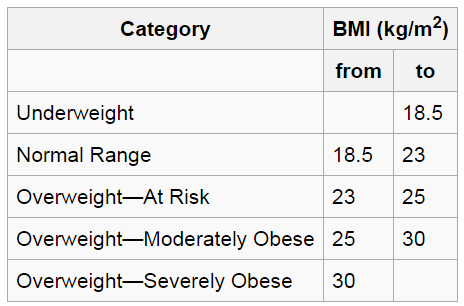 Category BMI (kg/m²)
from to
Underweight 18.5
Normal Range 18.5 23
Overweight—At Risk 23 25
Overweight—Moderately Obese 25 30
Overweight—Severely Obese 30